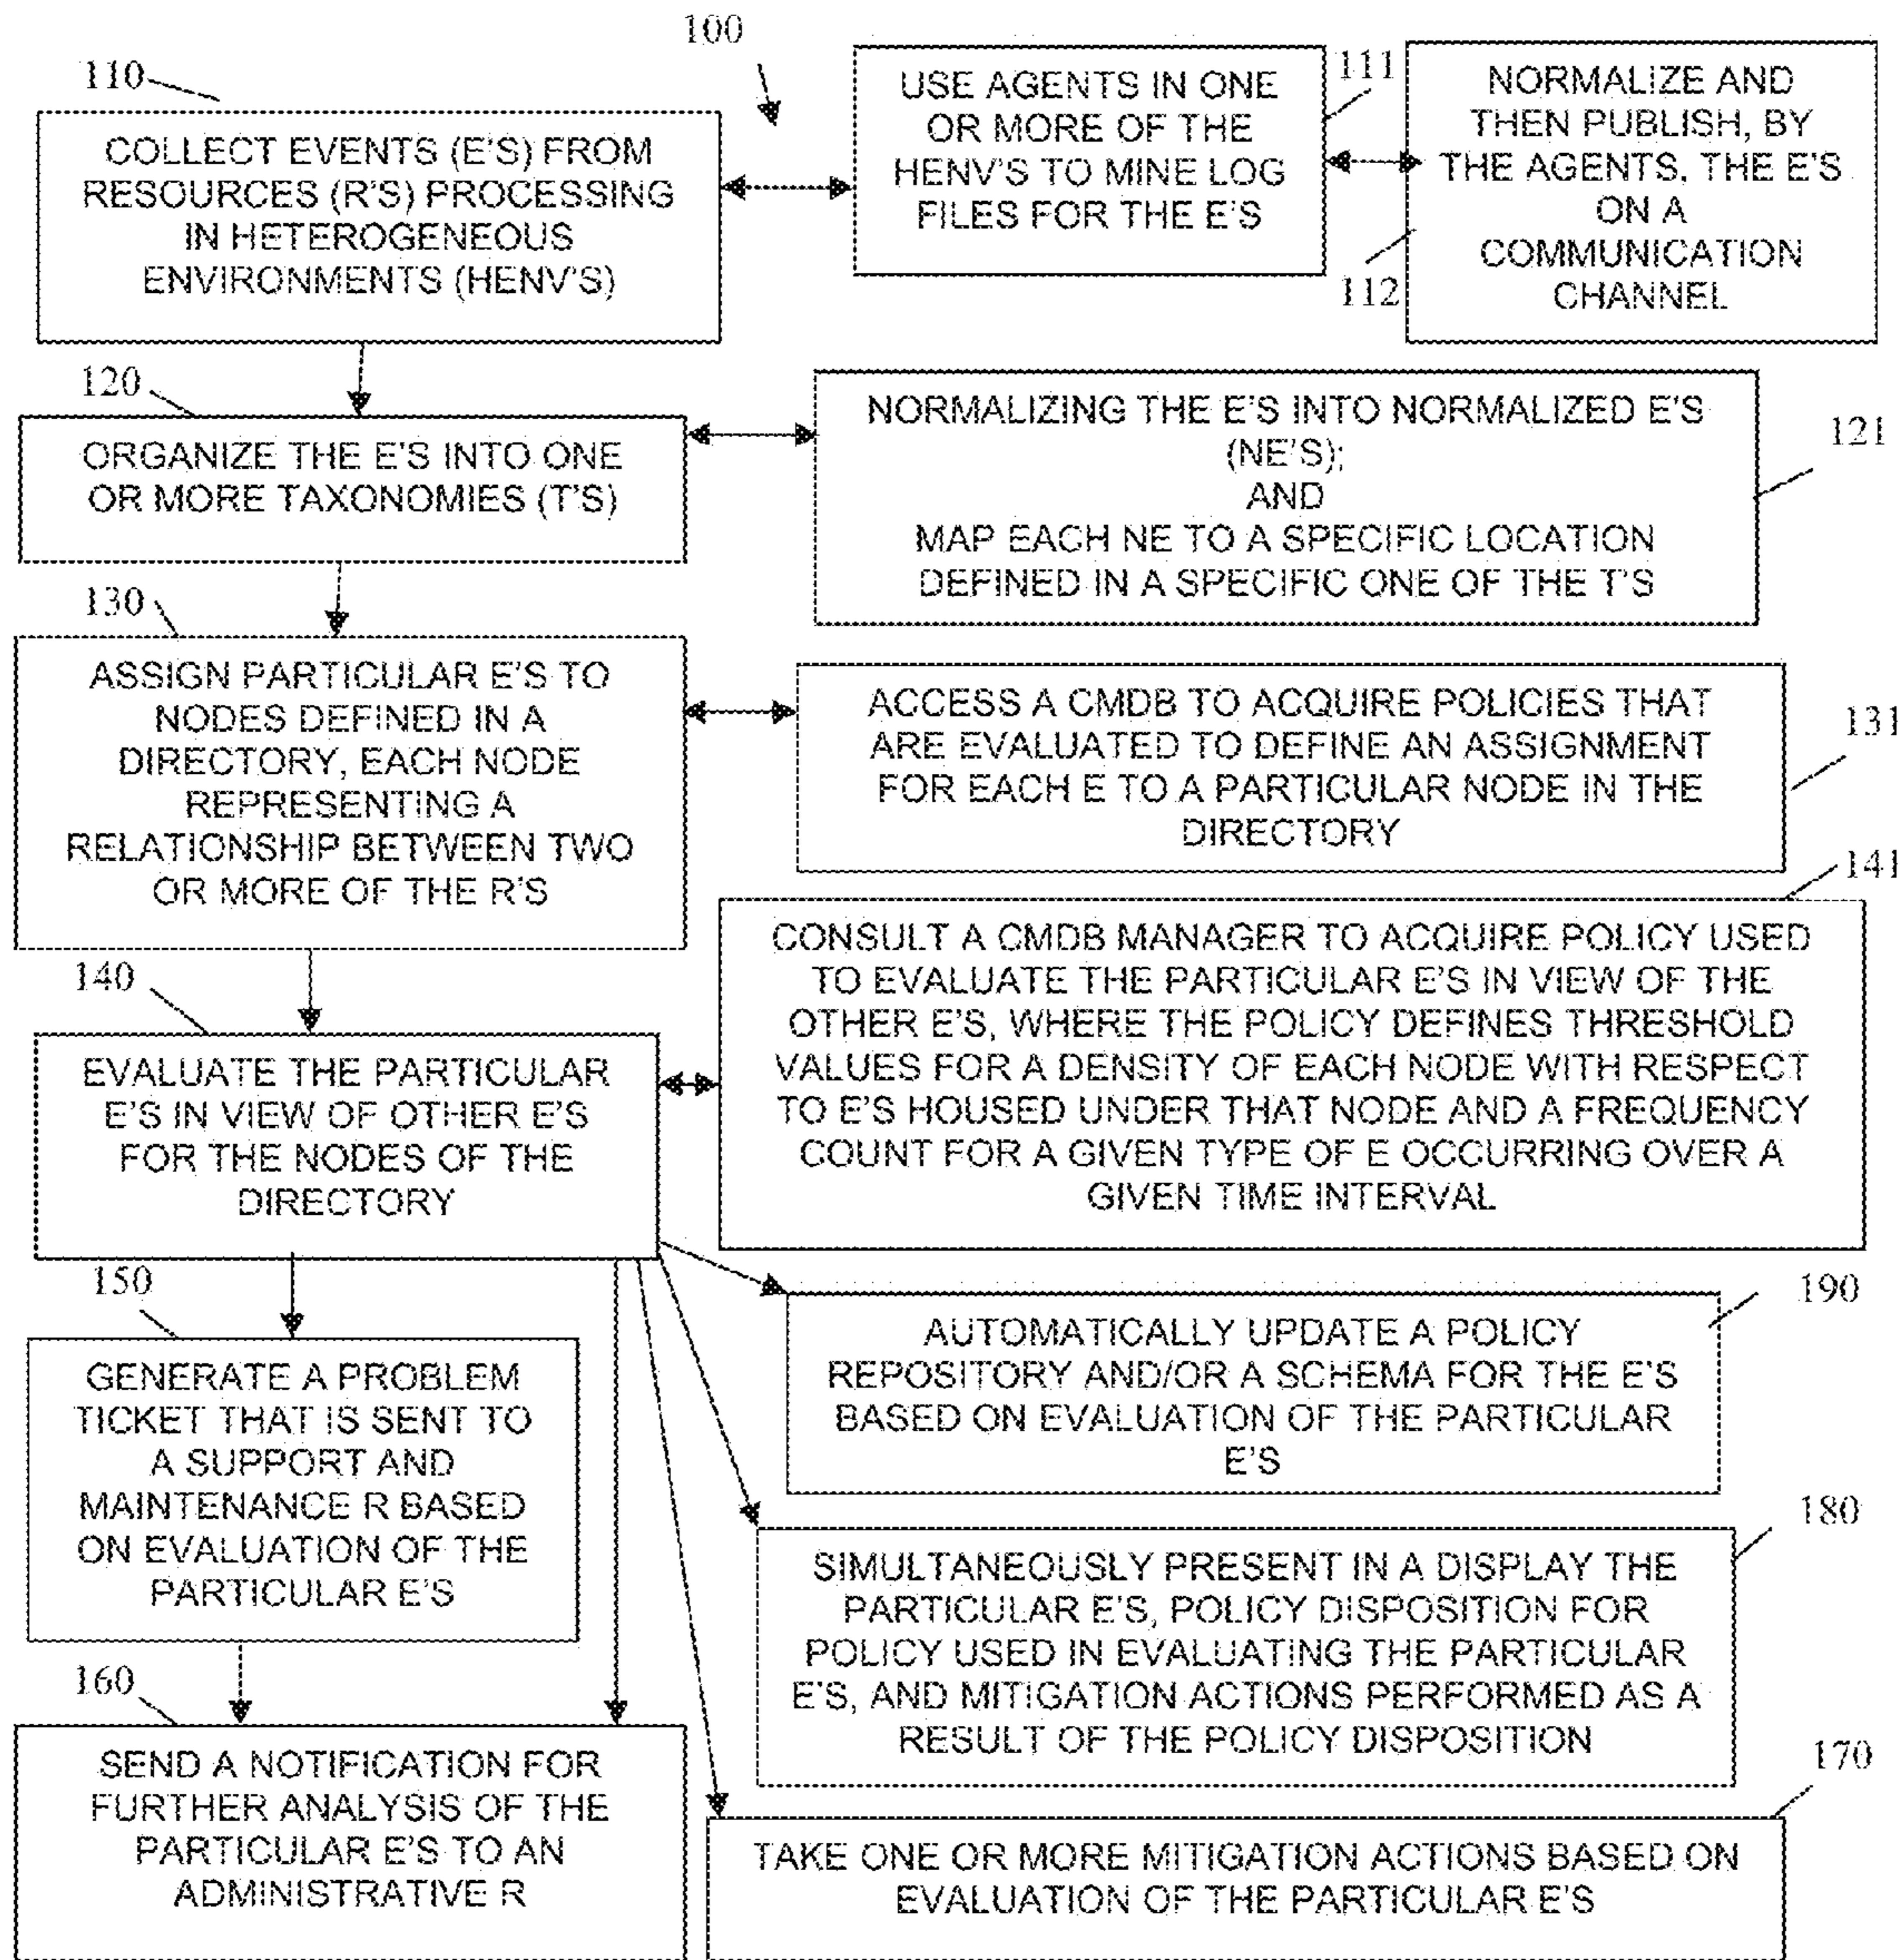 100
110
COLLECT EVENTS (E'S) FROM
RESOURCES (R'S) PROCESSING
IN HETEROGENEOUS
ENVIRONMENTS (HENV'S)
USE AGENTS IN ONE
OR MORE OF THE
HENV'S TO MINE LOG
FILES FOR THE E'S
111
NORMALIZE AND
THEN PUBLISH, BY
THE AGENTS, THE E'S
ON A
COMMUNICATION
CHANNEL
112
120
ORGANIZE THE E'S INTO ONE
OR MORE TAXONOMIES (T'S)
NORMALIZING THE E'S INTO NORMALIZED E'S
(NE'S);
AND
MAP EACH NE TO A SPECIFIC LOCATION
DEFINED IN A SPECIFIC ONE OF THE T'S
121
130
ASSIGN PARTICULAR E'S TO
NODES DEFINED IN A
DIRECTORY, EACH NODE
REPRESENTING A
RELATIONSHIP BETWEEN TWO
OR MORE OF THE R'S
ACCESS A CMDB TO ACQUIRE POLICIES THAT
ARE EVALUATED TO DEFINE AN ASSIGNMENT
FOR EACH E TO A PARTICULAR NODE IN THE
DIRECTORY
131
141
CONSULT A CMDB MANAGER TO ACQUIRE POLICY USED
TO EVALUATE THE PARTICULAR E'S IN VIEW OF THE
OTHER E'S, WHERE THE POLICY DEFINES THRESHOLD
VALUES FOR A DENSITY OF EACH NODE WITH RESPECT
TO E'S HOUSED UNDER THAT NODE AND A FREQUENCY
COUNT FOR A GIVEN TYPE OF E OCCURRING OVER A
GIVEN TIME INTERVAL
140
EVALUATE THE PARTICULAR
E'S IN VIEW OF OTHER E'S
FOR THE NODES OF THE
DIRECTORY
150
GENERATE A PROBLEM
TICKET THAT IS SENT TO
A SUPPORT AND
MAINTENANCE R BASED
ON EVALUATION OF THE
PARTICULAR E'S
190
AUTOMATICALLY UPDATE A POLICY
REPOSITORY AND/OR A SCHEMA FOR THE E'S
BASED ON EVALUATION OF THE PARTICULAR
E'S
180
SIMULTANEOUSLY PRESENT IN A DISPLAY THE
PARTICULAR E'S, POLICY DISPOSITION FOR
POLICY USED IN EVALUATING THE PARTICULAR
E'S, AND MITIGATION ACTIONS PERFORMED AS A
RESULT OF THE POLICY DISPOSITION
160
SEND A NOTIFICATION FOR
FURTHER ANALYSIS OF THE
PARTICULAR E'S TO AN
ADMINISTRATIVE R
170
TAKE ONE OR MORE MITIGATION ACTIONS BASED ON
EVALUATION OF THE PARTICULAR E'S